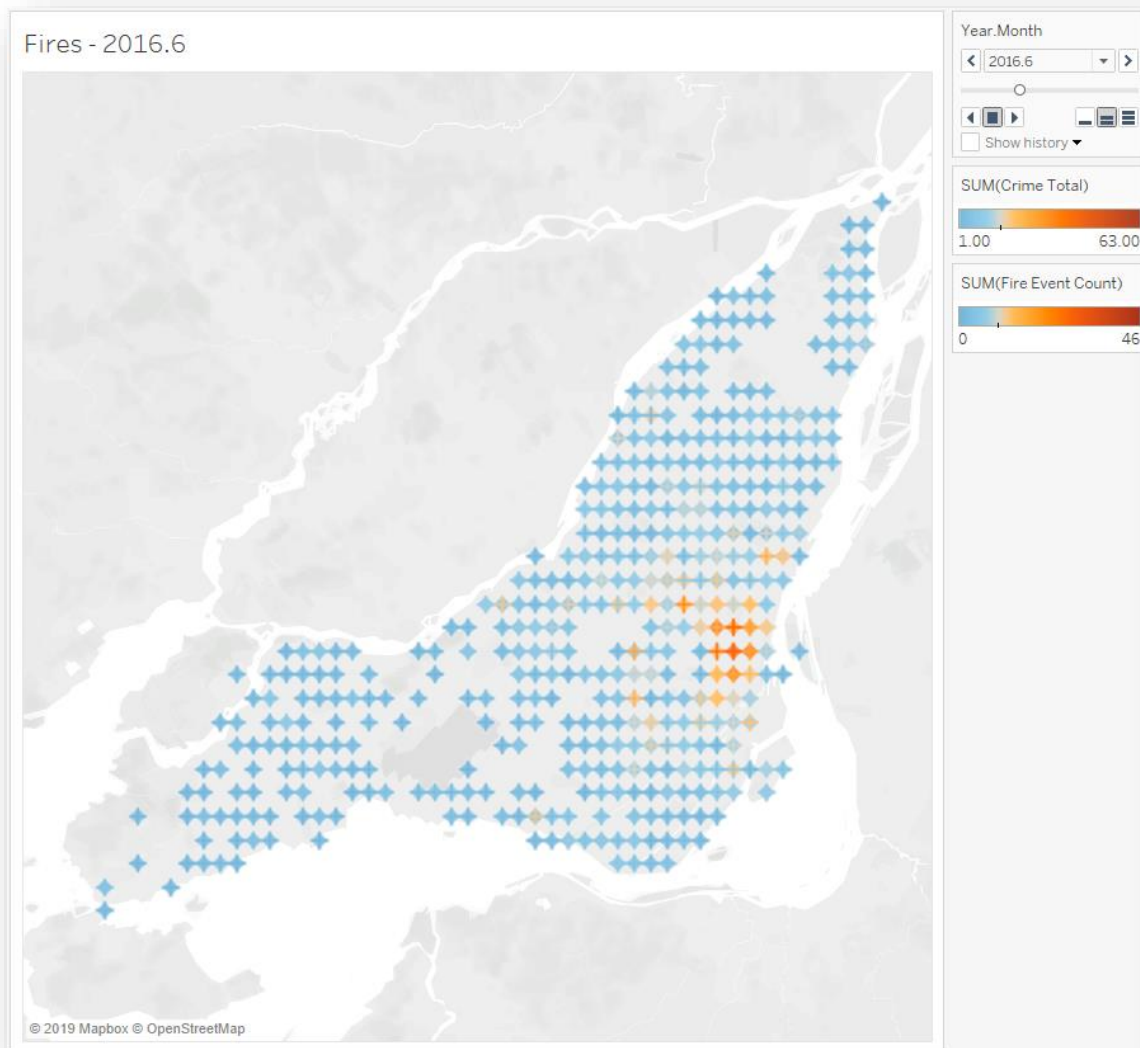 Fires - 2016.6
© 2019 Mapbox © OpenStreetMap
Year.Month
2016.6
Show history
SUM(Crime Total)
1.00 63.00
SUM(Fire Event Count)
0 46